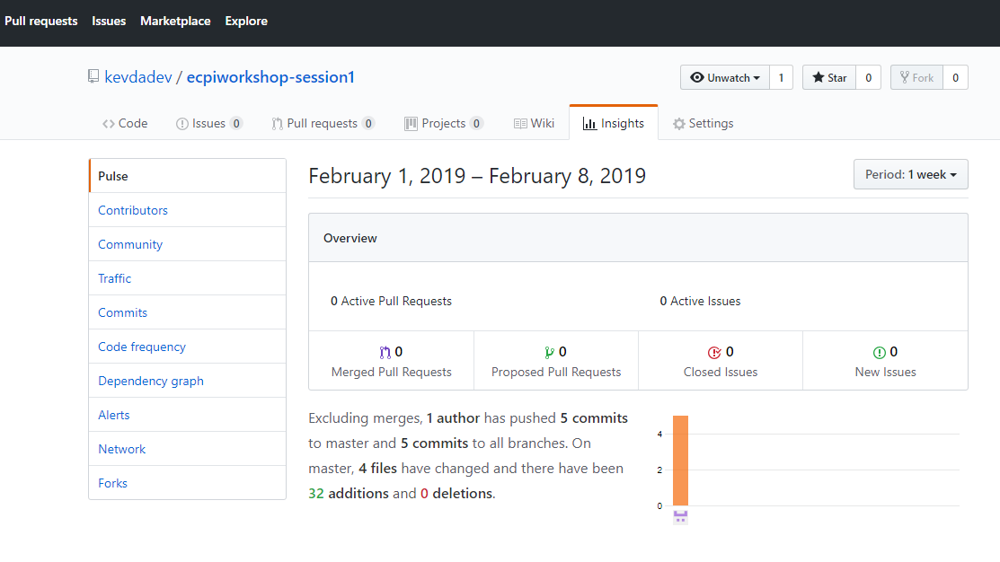 Pull requests Issues Marketplace Explore
kevdadev / ecpiworkshop-session1
Unwatch 1 Star 0 Fork 0
Code Issues 0 Pull requests 0 Projects 0 Wiki Insights Settings
Pulse
Contributors
Community
Traffic
Commits
Code frequency
Dependency graph
Alerts
Network
Forks
February 1, 2019 – February 8, 2019
Period: 1 week
Overview
0 Active Pull Requests
0 Active Issues
0
Merged Pull Requests
0
Proposed Pull Requests
0
Closed Issues
0
New Issues
Excluding merges, 1 author has pushed 5 commits
to master and 5 commits to all branches. On
master, 4 files have changed and there have been
32 additions and 0 deletions.
4
2
0